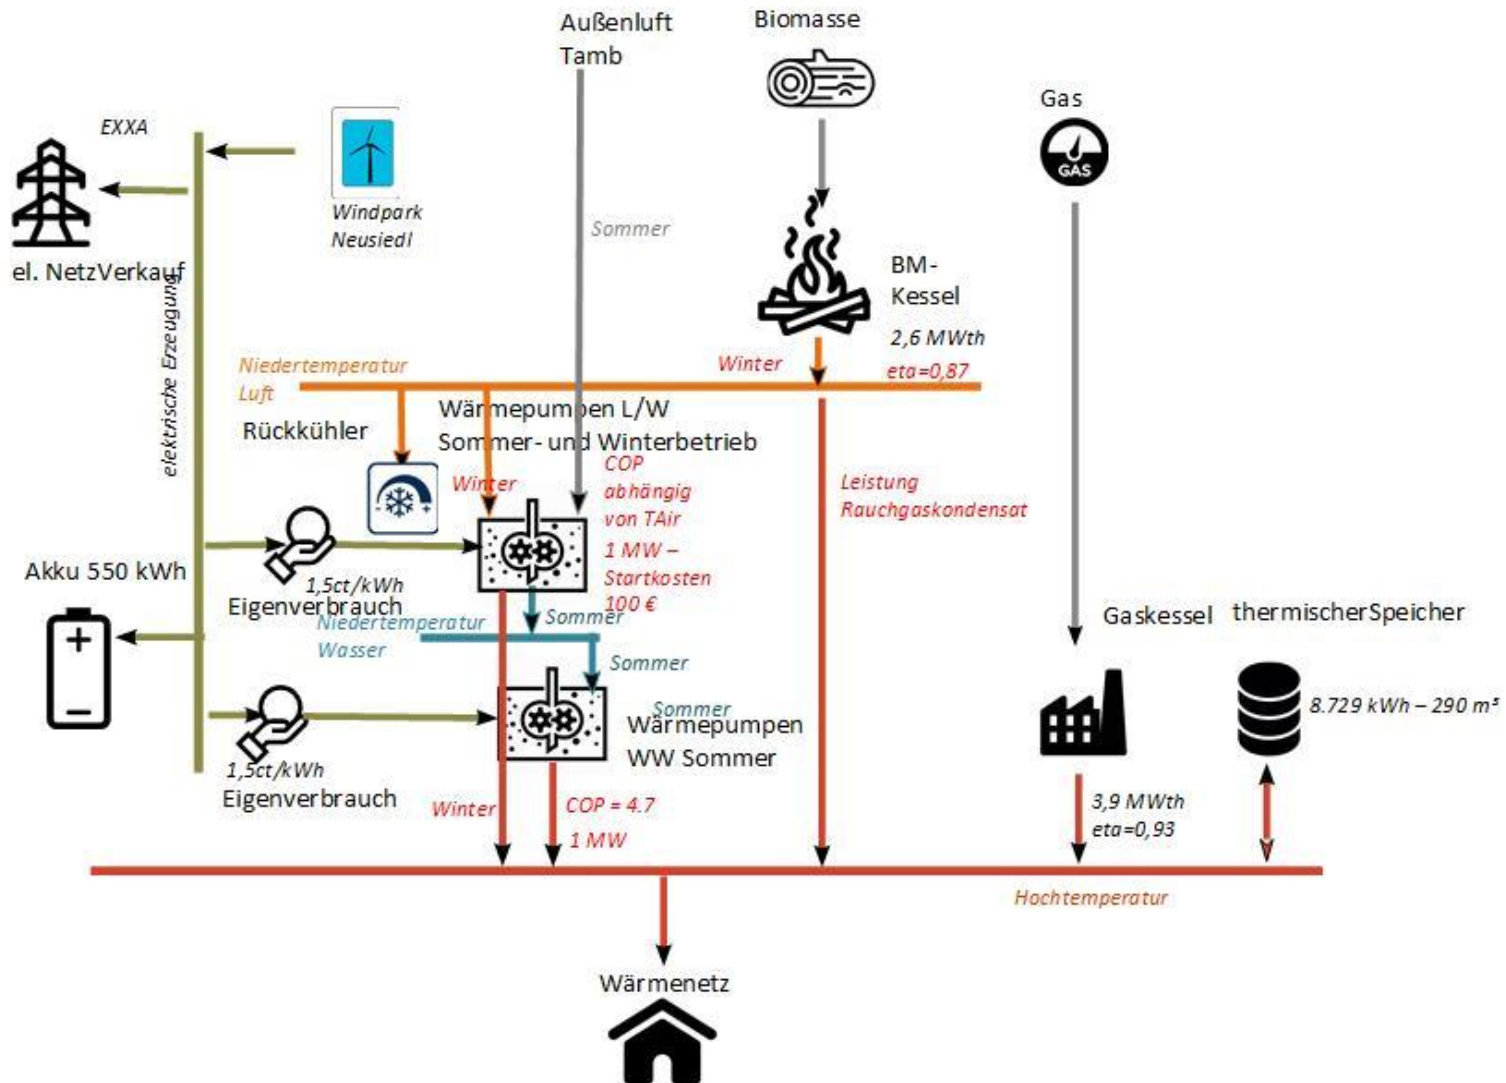 Außenluft
Tamb
Biomasse
Gas
EXXA
GAS
Windpark
Neusiedl
Sommer
el. NetzVerkauf
BM-
Kessel
2,6 MWth
eta=0,87
elektrische Erzeugung
Niedertemperatur
Luft
Winter
Rückkühler
Wärmepumpen L/W
Sommer- und Winterbetrieb
Winter
COP
abhängig
von TAir
1 MW –
Startkosten
100 €
Leistung
Rauchgaskondensat
Akku 550 kWh
1,5ct/kWh
Eigenverbrauch
Niedertemperatur
Wasser
Sommer
Sommer
Sommer
Wärmepumpen
WW Sommer
Gaskessel
thermischerSpeicher
8.729 kWh – 290 m³
1,5ct/kWh
Eigenverbrauch
Winter
COP = 4.7
1 MW
3,9 MWth
eta=0,93
Hochtemperatur
Wärmenetz